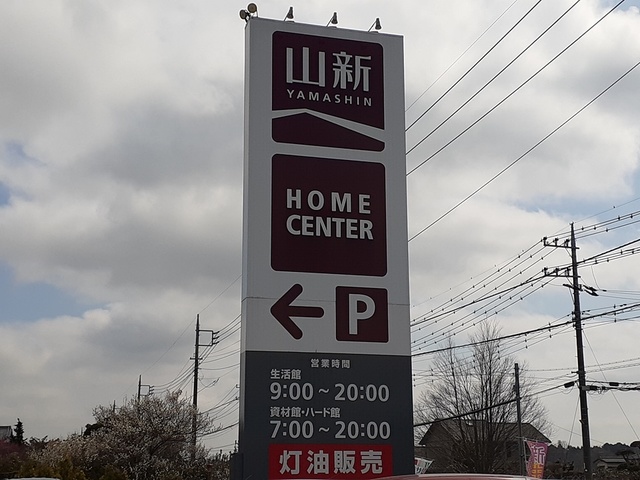 山新
YAMASHIN
HOME
CENTER
P
営業時間
生活館
9:00～20:00
資材館・ハード館
7:00～20:00
灯油販売